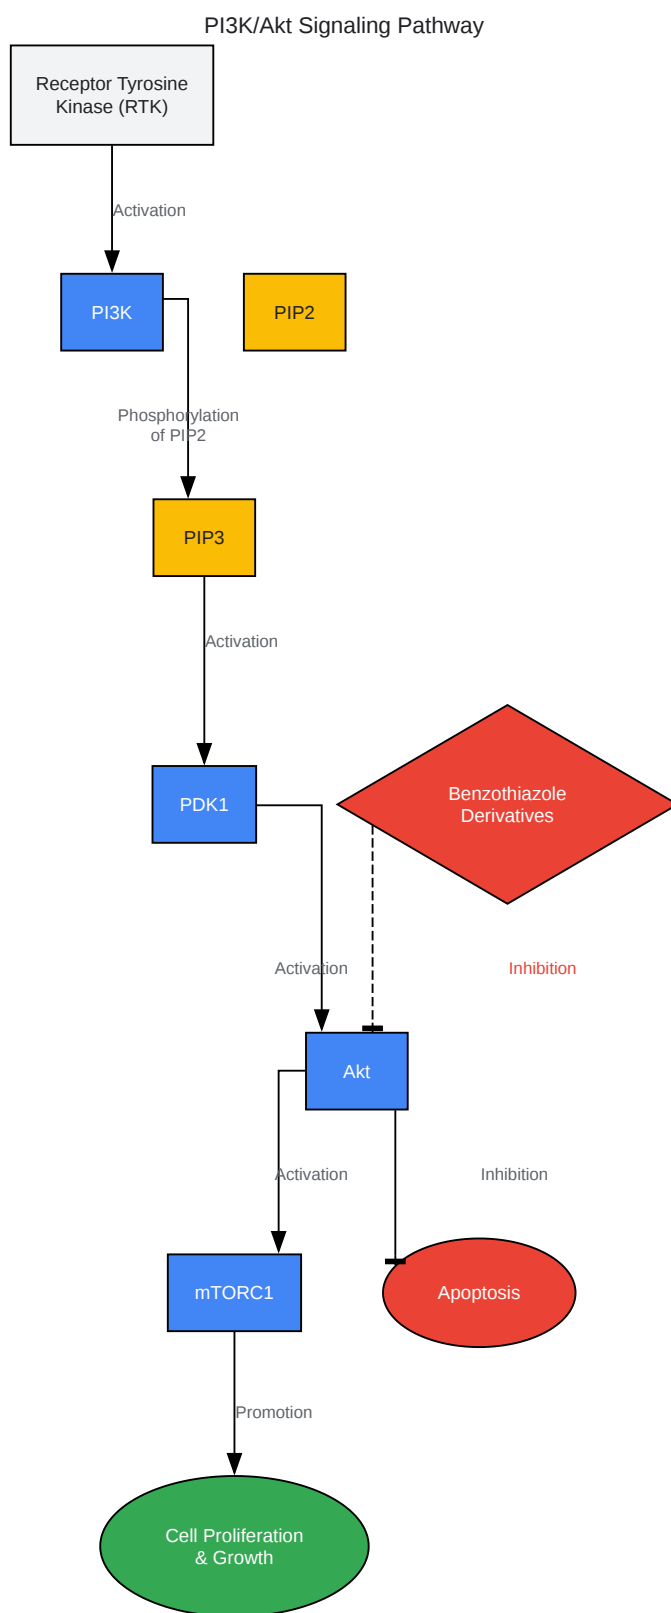 PI3K/Akt Signaling Pathway
Receptor Tyrosine
Kinase (RTK)
Activation
PI3K
PIP2
Phosphorylation
of PIP2
PIP3
Activation
PDK1
Benzothiazole
Derivatives
Activation
Inhibition
Akt
Activation
Inhibition
mTORC1
Apoptosis
Promotion
Cell Proliferation
& Growth